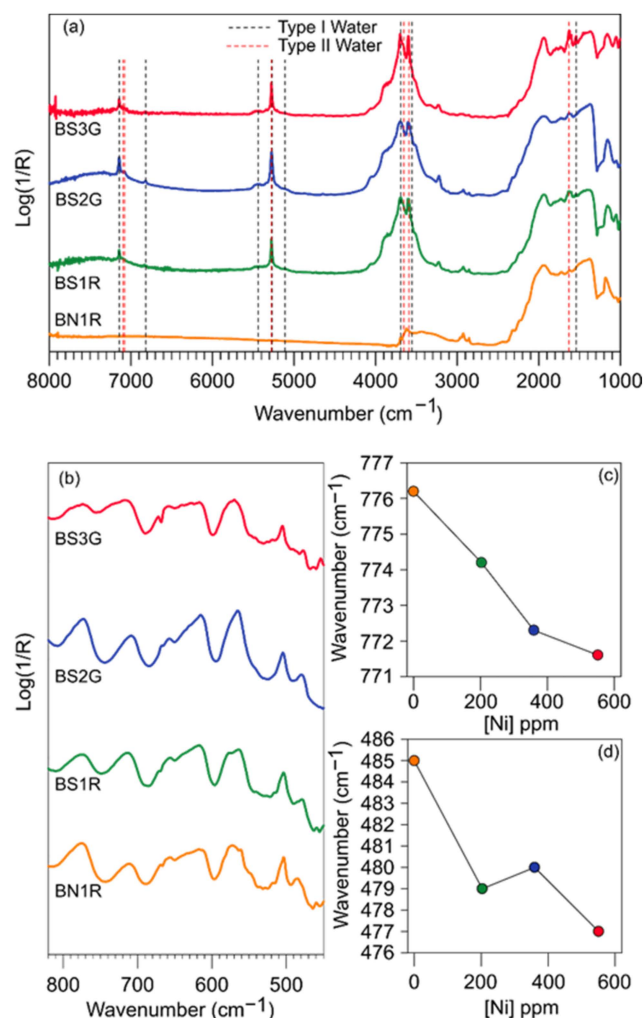 (a)
Type I Water
Type II Water
Log(1/R)
BS3G
BS2G
BS1R
BN1R
8000 7000 6000 5000 4000 3000 2000 1000
Wavenumber (cm−1)
(b)
Log(1/R)
BS3G
BS2G
BS1R
BN1R
800 700 600 500
Wavenumber (cm−1)
(c)
Wavenumber (cm−1)
777
776
775
774
773
772
771
0 200 400 600
[Ni] ppm
(d)
Wavenumber (cm−1)
486
485
484
483
482
481
480
479
478
477
476
0 200 400 600
[Ni] ppm